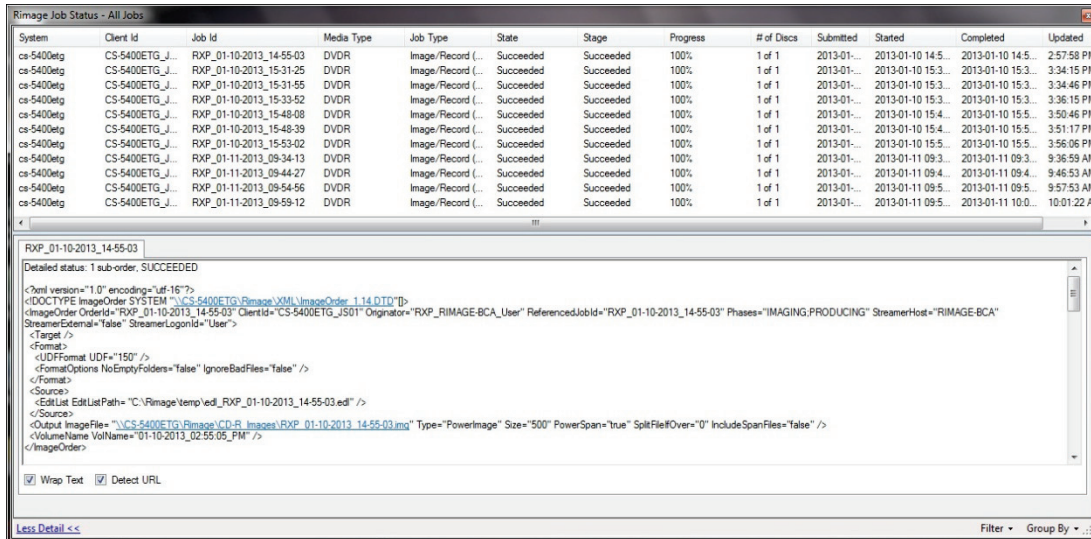 Rimage Job Status - All Jobs
System Client Id Job Id Media Type Job Type State Stage Progress # of Discs Submitted Started Completed Updated
cs-5400etg CS-5400ETG_J... RXP_01-10-2013_14-55-03 DVDR Image/Record (... Succeeded Succeeded 100% 1 of 1 2013-01-... 2013-01-10 14:5... 2013-01-10 14:5... 2:57:58 PM
cs-5400etg CS-5400ETG_J... RXP_01-10-2013_15-31-25 DVDR Image/Record (... Succeeded Succeeded 100% 1 of 1 2013-01-... 2013-01-10 15:3... 2013-01-10 15:3... 3:34:15 PM
cs-5400etg CS-5400ETG_J... RXP_01-10-2013_15-31-55 DVDR Image/Record (... Succeeded Succeeded 100% 1 of 1 2013-01-... 2013-01-10 15:3... 2013-01-10 15:3... 3:34:46 PM
cs-5400etg CS-5400ETG_J... RXP_01-10-2013_15-33-52 DVDR Image/Record (... Succeeded Succeeded 100% 1 of 1 2013-01-... 2013-01-10 15:3... 2013-01-10 15:3... 3:36:15 PM
cs-5400etg CS-5400ETG_J... RXP_01-10-2013_15-48-08 DVDR Image/Record (... Succeeded Succeeded 100% 1 of 1 2013-01-... 2013-01-10 15:4... 2013-01-10 15:5... 3:50:46 PM
cs-5400etg CS-5400ETG_J... RXP_01-10-2013_15-48-39 DVDR Image/Record (... Succeeded Succeeded 100% 1 of 1 2013-01-... 2013-01-10 15:4... 2013-01-10 15:5... 3:51:17 PM
cs-5400etg CS-5400ETG_J... RXP_01-10-2013_15-53-02 DVDR Image/Record (... Succeeded Succeeded 100% 1 of 1 2013-01-... 2013-01-10 15:5... 2013-01-10 15:5... 3:56:06 PM
cs-5400etg CS-5400ETG_J... RXP_01-11-2013_09-34-13 DVDR Image/Record (... Succeeded Succeeded 100% 1 of 1 2013-01-... 2013-01-11 09:3... 2013-01-11 09:3... 9:36:59 AM
cs-5400etg CS-5400ETG_J... RXP_01-11-2013_09-44-27 DVDR Image/Record (... Succeeded Succeeded 100% 1 of 1 2013-01-... 2013-01-11 09:4... 2013-01-11 09:4... 9:46:53 AM
cs-5400etg CS-5400ETG_J... RXP_01-11-2013_09-54-56 DVDR Image/Record (... Succeeded Succeeded 100% 1 of 1 2013-01-... 2013-01-11 09:5... 2013-01-11 09:5... 9:57:53 AM
cs-5400etg CS-5400ETG_J... RXP_01-11-2013_09-59-12 DVDR Image/Record (... Succeeded Succeeded 100% 1 of 1 2013-01-... 2013-01-11 09:5... 2013-01-11 10:0... 10:01:22 A
RXP_01-10-2013_14-55-03
Detailed status: 1 sub-order, SUCCEEDED
<?xml version="1.0" encoding="utf-16"?>
<!DOCTYPE ImageOrder SYSTEM "\\CS-5400ETG\Rimage\XML\ImageOrder_1.14.DTD"[]>
<ImageOrder OrderId="RXP_01-10-2013_14-55-03" ClientId="CS-5400ETG_JS01" Originator="RXP_RIMAGE-BCA_User" ReferencedJobId="RXP_01-10-2013_14-55-03" Phases="IMAGING;PRODUCING" StreamerHost="RIMAGE-BCA"
StreamerExternal="false" StreamerLogonId="User">
<Target />
<Format>
<UDFFormat UDF="150" />
<FormatOptions NoEmptyFolders="false" IgnoreBadFiles="false" />
</Format>
<Source>
<EditList EditListPath= "C:\Rimage\temp\edl_RXP_01-10-2013_14-55-03.edl" />
</Source>
<Output ImageFile= "\\CS-5400ETG\Rimage\CD-R_Images\RXP_01-10-2013_14-55-03.img" Type="PowerImage" Size="500" PowerSpan="true" SplitFileIfOver="0" IncludeSpanFiles="false" />
<VolumeName VolName="01-10-2013_02:55:05_PM" />
</ImageOrder>
Wrap Text Detect URL
Less Detail << Filter Group By